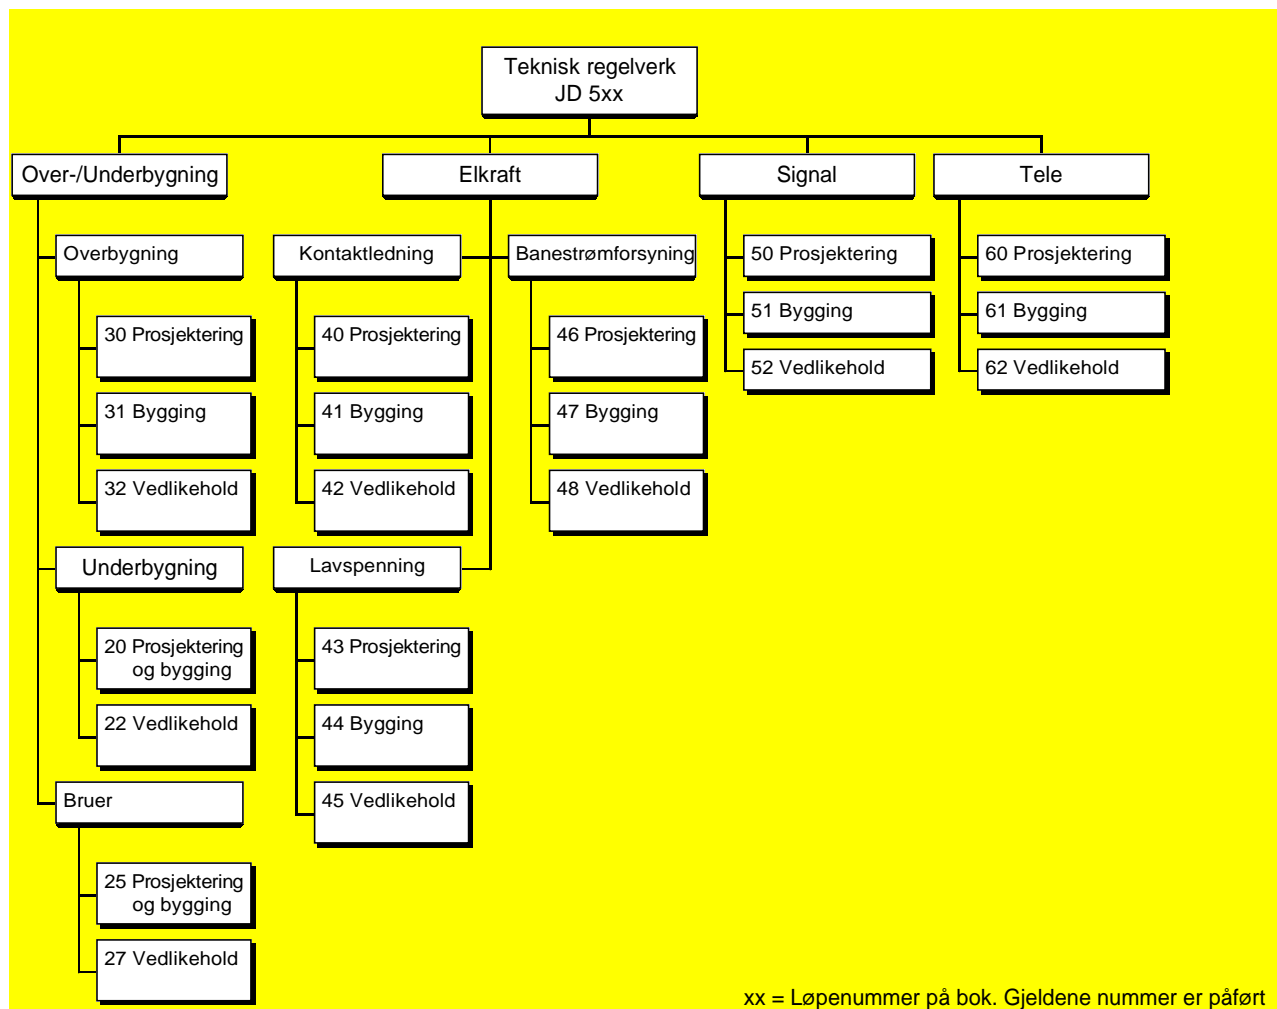 Teknisk regelverk
JD 5xx
Over-/Underbygning
Elkraft
Signal
Tele
Overbygning
30 Prosjektering
31 Bygging
32 Vedlikehold
Underbygning
20 Prosjektering
og bygging
22 Vedlikehold
Bruer
25 Prosjektering
og bygging
27 Vedlikehold
Kontaktledning
40 Prosjektering
41 Bygging
42 Vedlikehold
Lavspenning
43 Prosjektering
44 Bygging
45 Vedlikehold
Banestrømforsyning
46 Prosjektering
47 Bygging
48 Vedlikehold
50 Prosjektering
51 Bygging
52 Vedlikehold
60 Prosjektering
61 Bygging
62 Vedlikehold
xx = Løpenummer på bok. Gjeldene nummer er påført